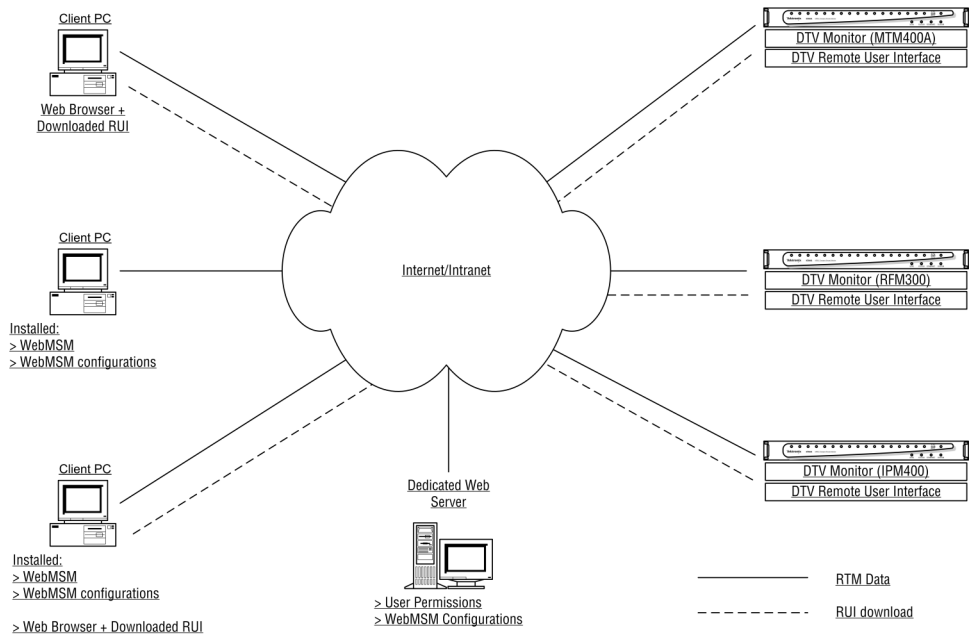 Client PC
Web Browser +
Downloaded RUI
DTV Monitor (MTM400A)
DTV Remote User Interface
Client PC
Installed:
> WebMSM
> WebMSM configurations
Internet/Intranet
DTV Monitor (RFM300)
DTV Remote User Interface
Client PC
Installed:
> WebMSM
> WebMSM configurations
> Web Browser + Downloaded RUI
Dedicated Web
Server
> User Permissions
> WebMSM Configurations
DTV Monitor (IPM400)
DTV Remote User Interface
RTM Data
RUI download